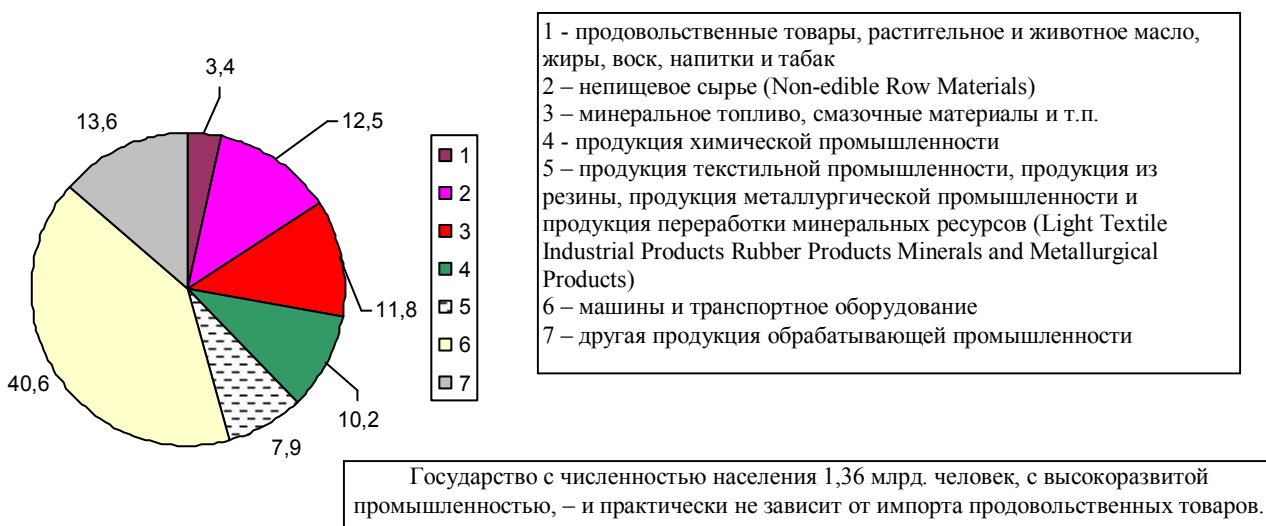 3,4
12,5
11,8
10,2
7,9
40,6
13,6
1
2
3
4
5
6
7
1 - продовольственные товары, растительное и животное масло,
жиры, воск, напитки и табак
2 – непищевое сырье (Non-edible Row Materials)
3 – минеральное топливо, смазочные материалы и т.п.
4 - продукция химической промышленности
5 – продукция текстильной промышленности, продукция из
резины, продукция металлургической промышленности и
продукция переработки минеральных ресурсов (Light Textile
Industrial Products Rubber Products Minerals and Metallurgical
Products)
6 – машины и транспортное оборудование
7 – другая продукция обрабатывающей промышленности
Государство с численностью населения 1,36 млрд. человек, с высокоразвитой
промышленностью, – и практически не зависит от импорта продовольственных товаров.